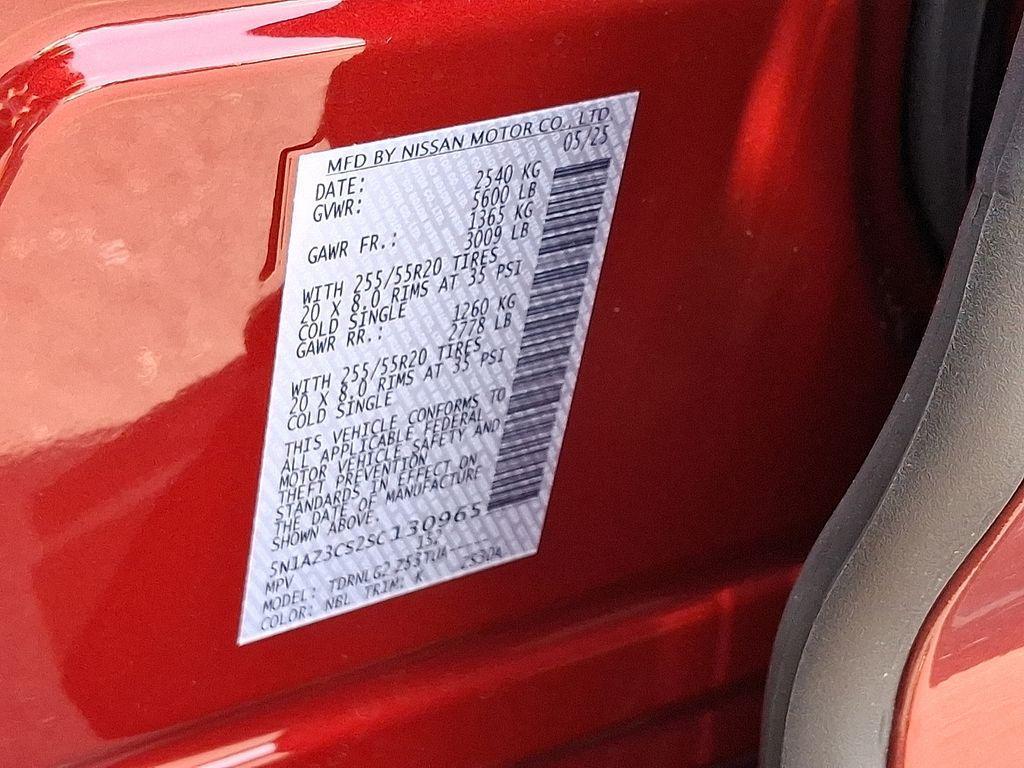 MFD BY NISSAN MOTOR CO., LTD
DATE: 05/25
GVWR: 2540 KG
5600 LB
GAWR FR.: 1365 KG
3009 LB
WITH 255/55R20 TIRES
20 X 8.0 RIMS AT 35 PSI
COLD SINGLE
GAWR RR.: 1260 KG
2778 LB
WITH 255/55R20 TIRES
20 X 8.0 RIMS AT 35 PSI
COLD SINGLE
THIS VEHICLE CONFORMS TO
ALL APPLICABLE FEDERAL
MOTOR VEHICLE SAFETY AND
THEFT PREVENTION
STANDARDS IN EFFECT ON
THE DATE OF MANUFACTURE
SHOWN ABOVE.
5N1AZ3CS2SC130965
MPV 132
MODEL: TDRNLG2
COLOR: NBL TRIM: K